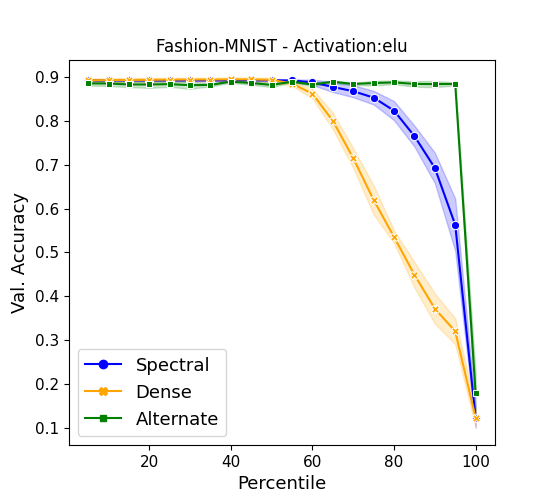 Fashion-MNIST - Activation:elu
Val. Accuracy
0.9
0.8
0.7
0.6
0.5
0.4
0.3
0.2
0.1
Spectral
Dense
Alternate
20
40
60
80
100
Percentile